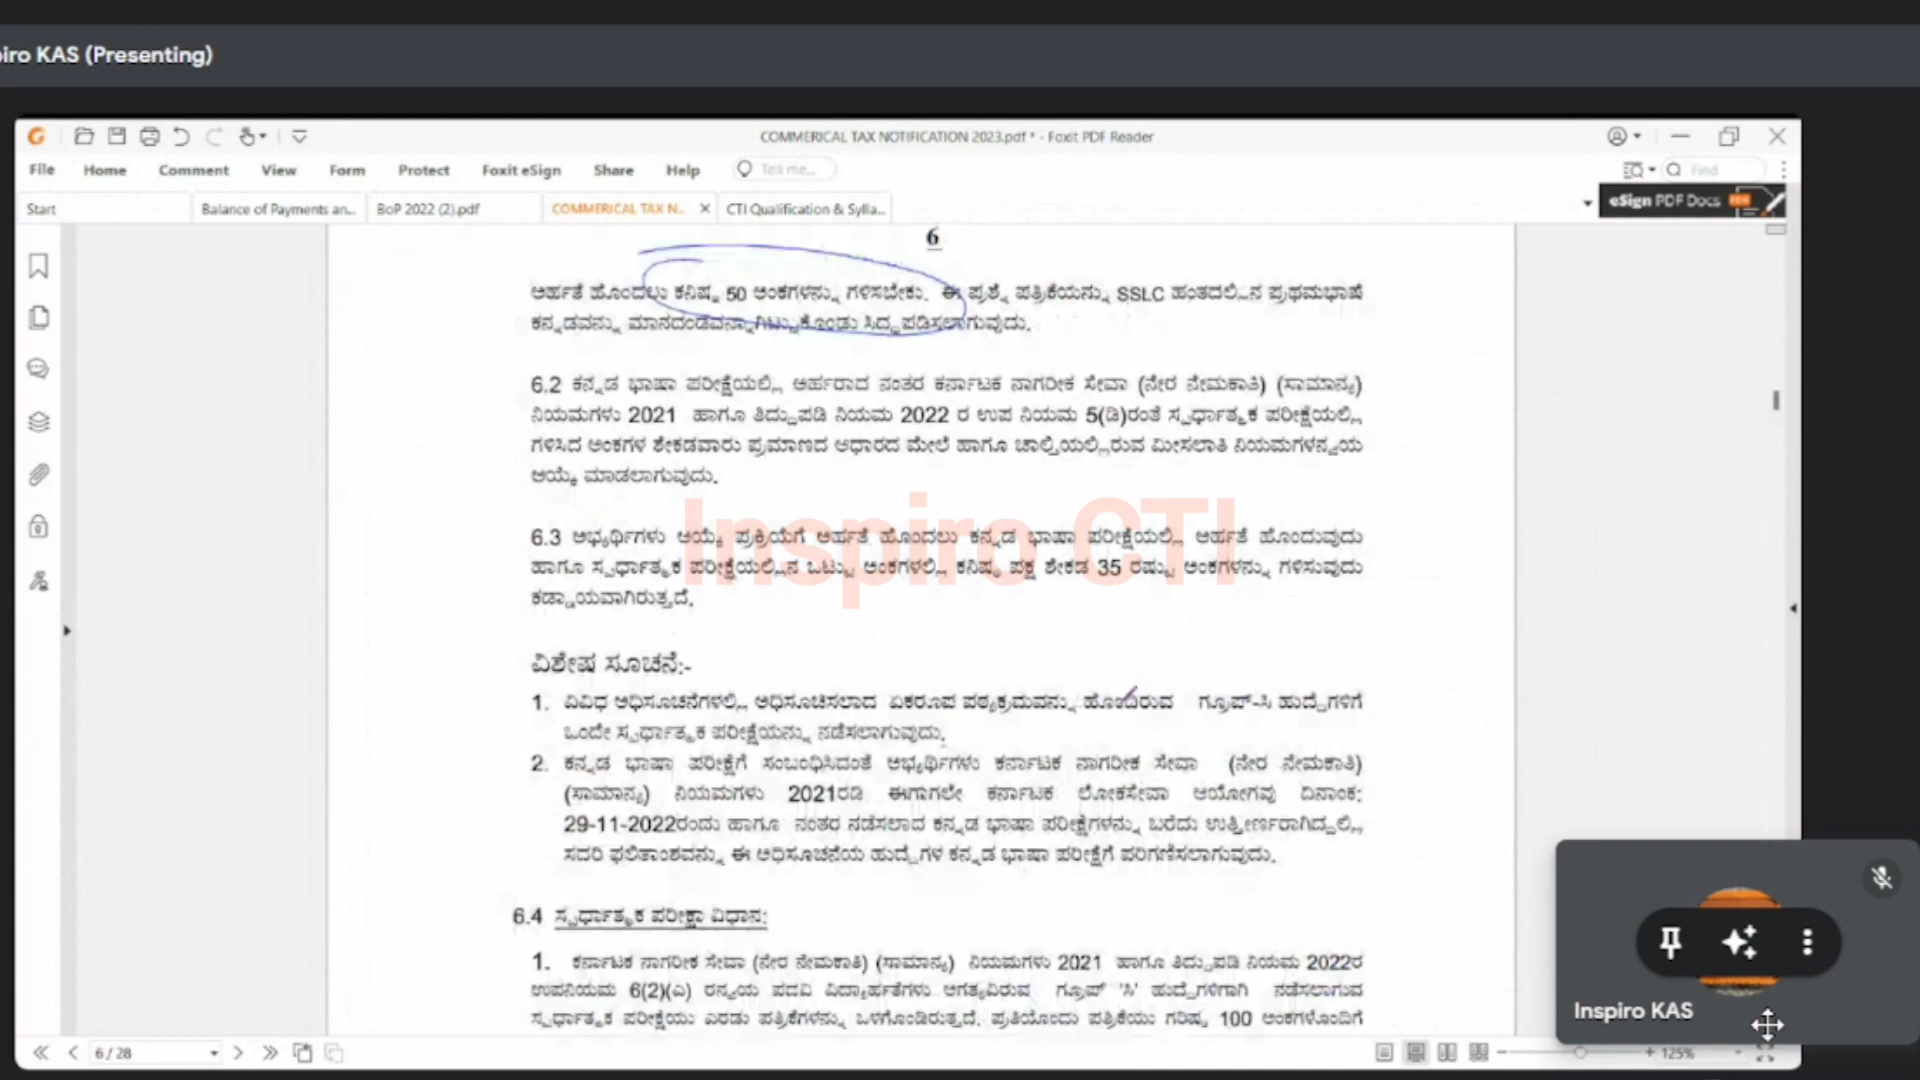 iro KAS (Presenting)
COMMERICAL TAX NOTIFICATION 2023.pdf * - Foxit PDF Reader
File Home Comment View Form Protect Foxit eSign Share Help Tell me... Find
Start Balance of Payments an... BoP 2022 (2).pdf COMMERICAL TAX N... CTI Qualification & Sylla... eSign PDF Docs
6
ಅರ್ಹತೆ ಹೊಂದಲು ಕನಿಷ್ಠ 50 ಅಂಕಗಳನ್ನು ಗಳಿಸಬೇಕು. ಈ ಪ್ರಶ್ನೆ ಪತ್ರಿಕೆಯನ್ನು SSLC ಹಂತದಲ್ಲಿನ ಪ್ರಥಮಭಾಷೆ
ಕನ್ನಡವನ್ನು ಮಾನದಂಡವನ್ನಾಗಿಟ್ಟುಕೊಂಡು ಸಿದ್ಧಪಡಿಸಲಾಗುವುದು.
6.2 ಕನ್ನಡ ಭಾಷಾ ಪರೀಕ್ಷೆಯಲ್ಲಿ ಅರ್ಹರಾದ ನಂತರ ಕರ್ನಾಟಕ ನಾಗರೀಕ ಸೇವಾ (ನೇರ ನೇಮಕಾತಿ) (ಸಾಮಾನ್ಯ)
ನಿಯಮಗಳು 2021 ಹಾಗೂ ತಿದ್ದುಪಡಿ ನಿಯಮ 2022 ರ ಉಪ ನಿಯಮ 5(ಡಿ)ರಂತೆ ಸ್ಪರ್ಧಾತ್ಮಕ ಪರೀಕ್ಷೆಯಲ್ಲಿ
ಗಳಿಸಿದ ಅಂಕಗಳ ಶೇಕಡವಾರು ಪ್ರಮಾಣದ ಆಧಾರದ ಮೇಲೆ ಹಾಗೂ ಚಾಲ್ತಿಯಲ್ಲಿರುವ ಮೀಸಲಾತಿ ನಿಯಮಗಳನ್ವಯ
ಆಯ್ಕೆ ಮಾಡಲಾಗುವುದು.
Inspiro CTI
6.3 ಅಭ್ಯರ್ಥಿಗಳು ಆಯ್ಕೆ ಪ್ರಕ್ರಿಯೆಗೆ ಅರ್ಹತೆ ಹೊಂದಲು ಕನ್ನಡ ಭಾಷಾ ಪರೀಕ್ಷೆಯಲ್ಲಿ ಅರ್ಹತೆ ಹೊಂದುವುದು
ಹಾಗೂ ಸ್ಪರ್ಧಾತ್ಮಕ ಪರೀಕ್ಷೆಯಲ್ಲಿನ ಒಟ್ಟು ಅಂಕಗಳಲ್ಲಿ ಕನಿಷ್ಠ ಪಕ್ಷ ಶೇಕಡ 35 ರಷ್ಟು ಅಂಕಗಳನ್ನು ಗಳಿಸುವುದು
ಕಡ್ಡಾಯವಾಗಿರುತ್ತದೆ.
ವಿಶೇಷ ಸೂಚನೆ:-
1. ವಿವಿಧ ಅಧಿಸೂಚನೆಗಳಲ್ಲಿ ಅಧಿಸೂಚಿಸಲಾದ ಏಕರೂಪ ಪಠ್ಯಕ್ರಮವನ್ನು ಹೊಂದಿರುವ ಗ್ರೂಪ್-ಸಿ ಹುದ್ದೆಗಳಿಗೆ
ಒಂದೇ ಸ್ಪರ್ಧಾತ್ಮಕ ಪರೀಕ್ಷೆಯನ್ನು ನಡೆಸಲಾಗುವುದು.
2. ಕನ್ನಡ ಭಾಷಾ ಪರೀಕ್ಷೆಗೆ ಸಂಬಂಧಿಸಿದಂತೆ ಅಭ್ಯರ್ಥಿಗಳು ಕರ್ನಾಟಕ ನಾಗರೀಕ ಸೇವಾ (ನೇರ ನೇಮಕಾತಿ)
(ಸಾಮಾನ್ಯ) ನಿಯಮಗಳು 2021ರಡಿ ಈಗಾಗಲೇ ಕರ್ನಾಟಕ ಲೋಕಸೇವಾ ಆಯೋಗವು ದಿನಾಂಕ:
29-11-2022ರಂದು ಹಾಗೂ ನಂತರ ನಡೆಸಲಾದ ಕನ್ನಡ ಭಾಷಾ ಪರೀಕ್ಷೆಗಳನ್ನು ಬರೆದು ಉತ್ತೀರ್ಣರಾಗಿದ್ದಲ್ಲಿ
ಸದರಿ ಫಲಿತಾಂಶವನ್ನು ಈ ಅಧಿಸೂಚನೆಯ ಹುದ್ದೆಗಳ ಕನ್ನಡ ಭಾಷಾ ಪರೀಕ್ಷೆಗೆ ಪರಿಗಣಿಸಲಾಗುವುದು.
6.4 ಸ್ಪರ್ಧಾತ್ಮಕ ಪರೀಕ್ಷಾ ವಿಧಾನ:
1. ಕರ್ನಾಟಕ ನಾಗರೀಕ ಸೇವಾ (ನೇರ ನೇಮಕಾತಿ) (ಸಾಮಾನ್ಯ) ನಿಯಮಗಳು 2021 ಹಾಗೂ ತಿದ್ದುಪಡಿ ನಿಯಮ 2022ರ
ಉಪನಿಯಮ 6(2)(ಎ) ರನ್ವಯ ಪದವಿ ವಿದ್ಯಾರ್ಹತೆಗಳು ಅಗತ್ಯವಿರುವ ಗ್ರೂಪ್ 'ಸಿ' ಹುದ್ದೆಗಳಿಗಾಗಿ ನಡೆಸಲಾಗುವ
ಸ್ಪರ್ಧಾತ್ಮಕ ಪರೀಕ್ಷೆಯು ಎರಡು ಪತ್ರಿಕೆಗಳನ್ನು ಒಳಗೊಂಡಿರುತ್ತದೆ. ಪ್ರತಿಯೊಂದು ಪತ್ರಿಕೆಯು ಗರಿಷ್ಠ 100 ಅಂಕಗಳೊಂದಿಗೆ
Inspiro KAS
6 / 28 125%